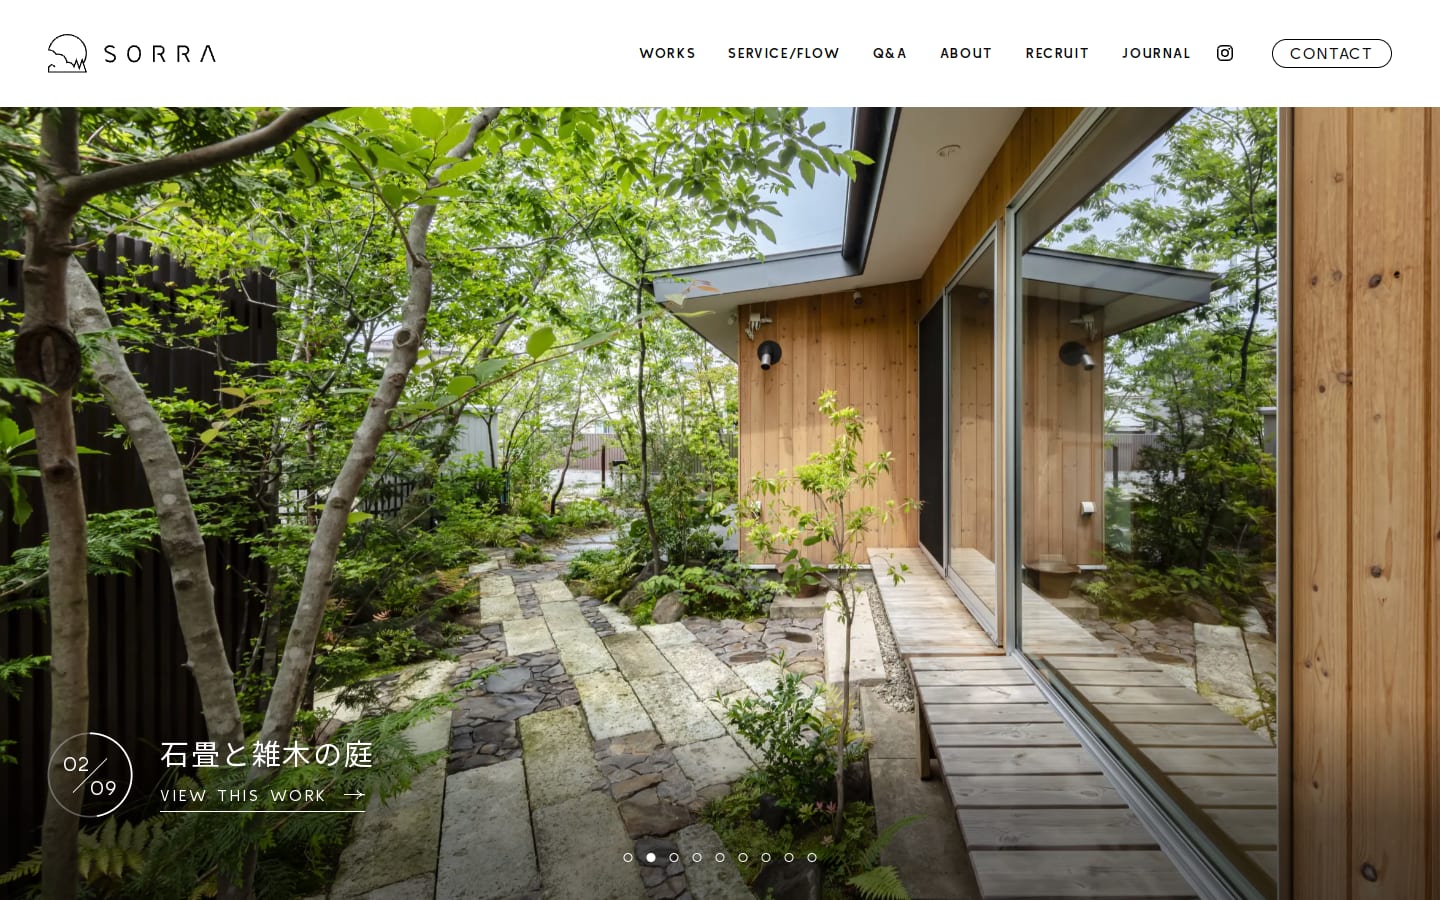 SORRA
WORKS SERVICE/FLOW Q&A ABOUT RECRUIT JOURNAL CONTACT
02/09
石畳と雑木の庭
VIEW THIS WORK